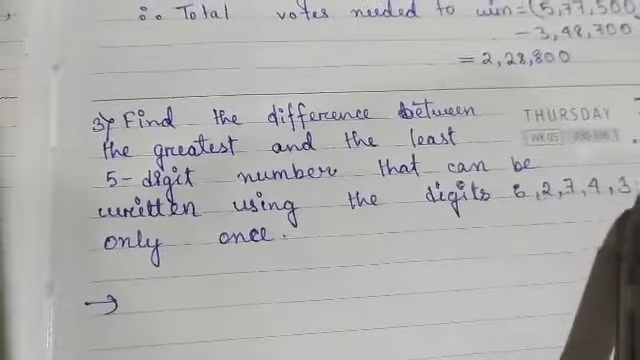 ∴ Total votes needed to win = (5,77,500
- 3,48,700
= 2,28,800
3) Find the difference between
the greatest and the least
5-digit number that can be
written using the digits 6, 2, 7, 4, 3
only once.
→
THURSDAY
WK 05